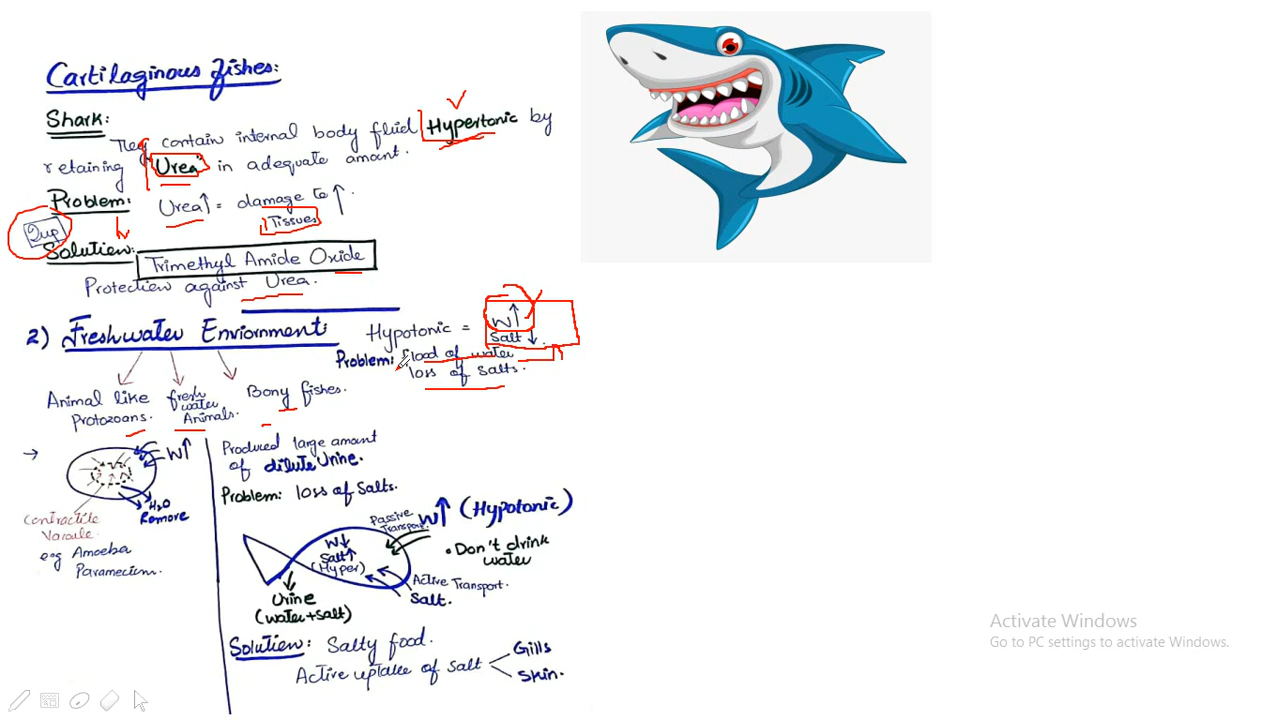 Cartilaginous fishes:
Shark:
They contain internal body fluid Hypertonic by
retaining Urea in adequate amount.
Problem: Urea↑ = damage to ↑.
Tissues
Solution:
Trimethyl Amide Oxide
Protection against Urea.
2) Freshwater Enviornment:
Hypotonic = W↑
Salt↓.
Problem: flood of water
loss of salts.
Animal like
Protozoans.
fresh
water
Animals.
Bony fishes.
→ W↑
H₂O
Remove
Contractile
Vacuole
e.g Amoeba
Paramecium.
Produced large amount
of dilute Urine.
Problem: loss of Salts.
Passive
Transport.
W↑ (Hypotonic)
• Don't drink
water
W↓
Salt↑
(Hyper)
Active Transport.
Salt.
Urine
(water+salt)
Solution: Salty food.
Active uptake of salt
Gills
Skin.
Activate Windows
Go to PC settings to activate Windows.